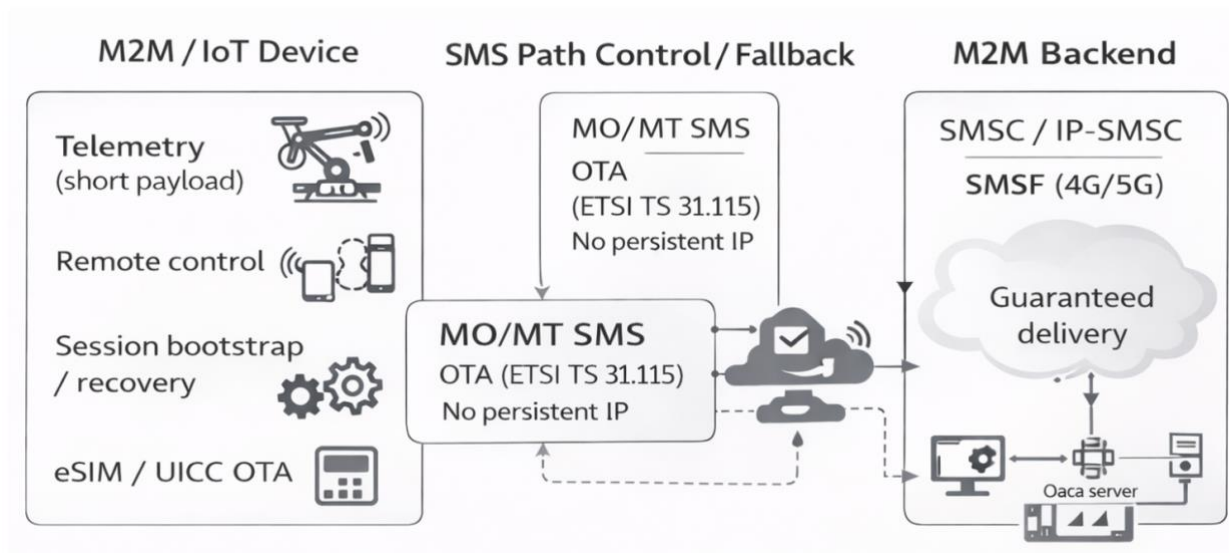 M2M / IoT Device
Telemetry
(short payload)
Remote control
Session bootstrap
/ recovery
eSIM / UICC OTA
SMS Path Control / Fallback
MO/MT SMS
OTA
(ETSI TS 31.115)
No persistent IP
MO/MT SMS
OTA (ETSI TS 31.115)
No persistent IP
M2M Backend
SMSC / IP-SMSC
SMSF (4G/5G)
Guaranteed
delivery
Oaca server